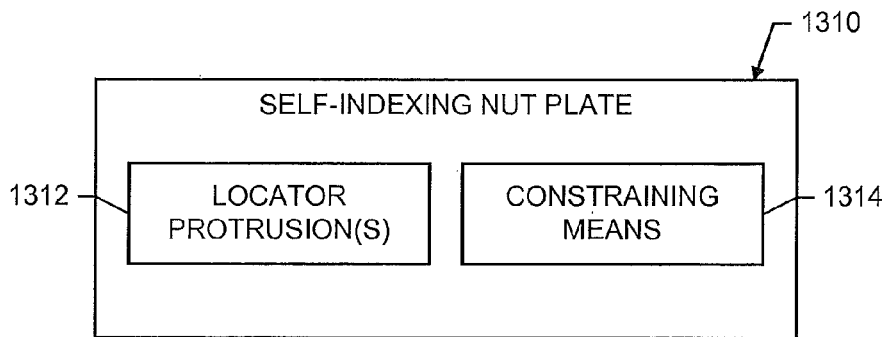 1310
SELF-INDEXING NUT PLATE
1312
LOCATOR
PROTRUSION(S)
CONSTRAINING
MEANS
1314